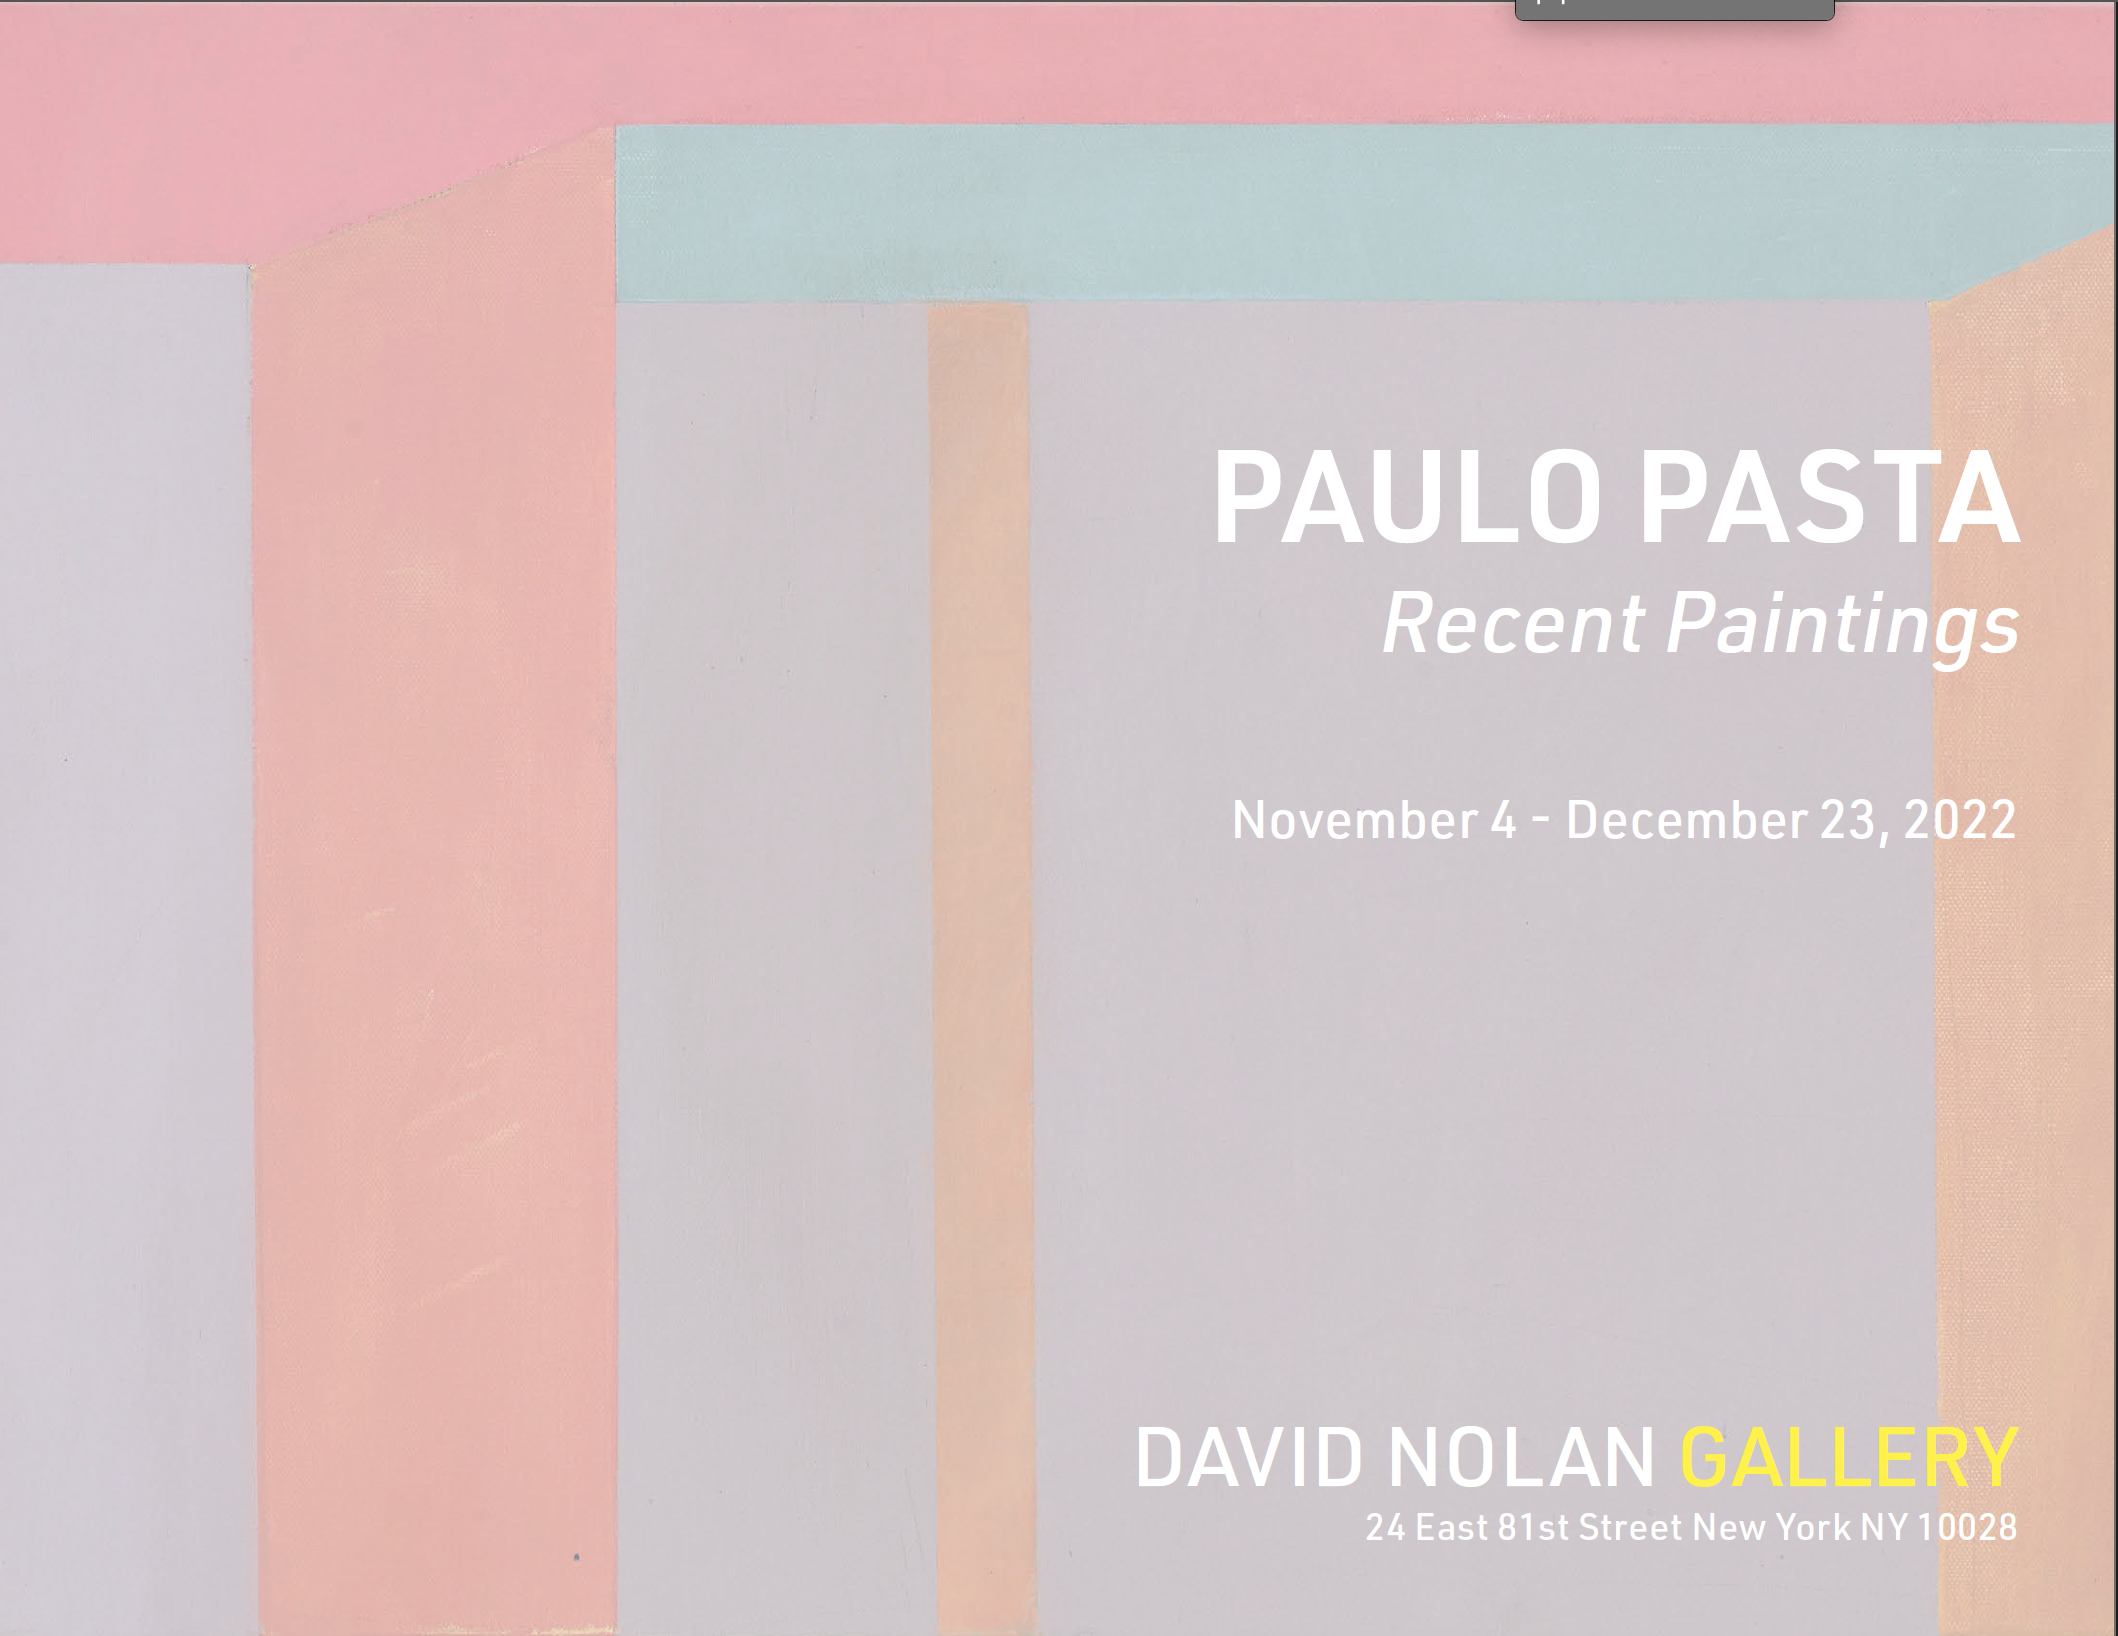 PAULO PASTA
Recent Paintings
November 4 - December 23, 2022
DAVID NOLAN GALLERY
24 East 81st Street New York NY 10028